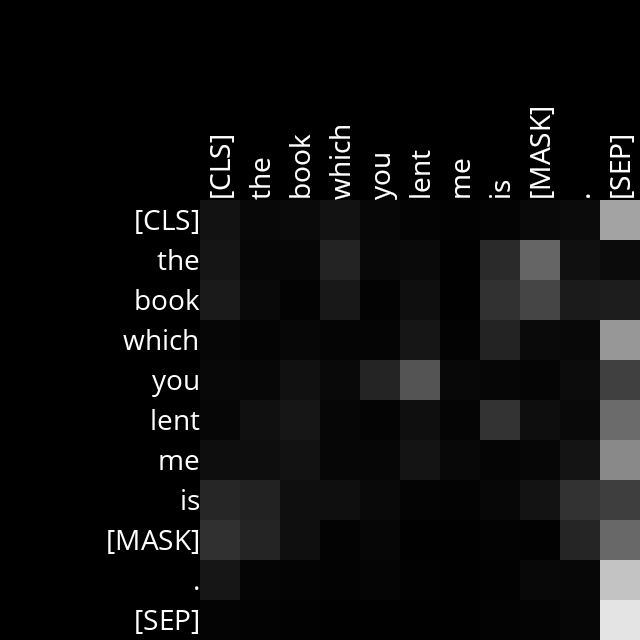 [CLS] the book which you lent me is [MASK] . [SEP]
[CLS]
the
book
which
you
lent
me
is
[MASK]
.
[SEP]